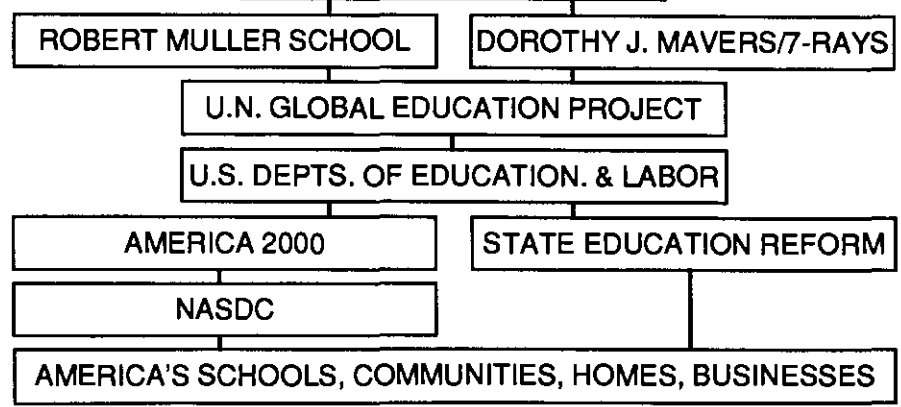 ROBERT MULLER SCHOOL
DOROTHY J. MAVERS/7-RAYS
U.N. GLOBAL EDUCATION PROJECT
U.S. DEPTS. OF EDUCATION. & LABOR
AMERICA 2000
STATE EDUCATION REFORM
NASDC
AMERICA'S SCHOOLS, COMMUNITIES, HOMES, BUSINESSES